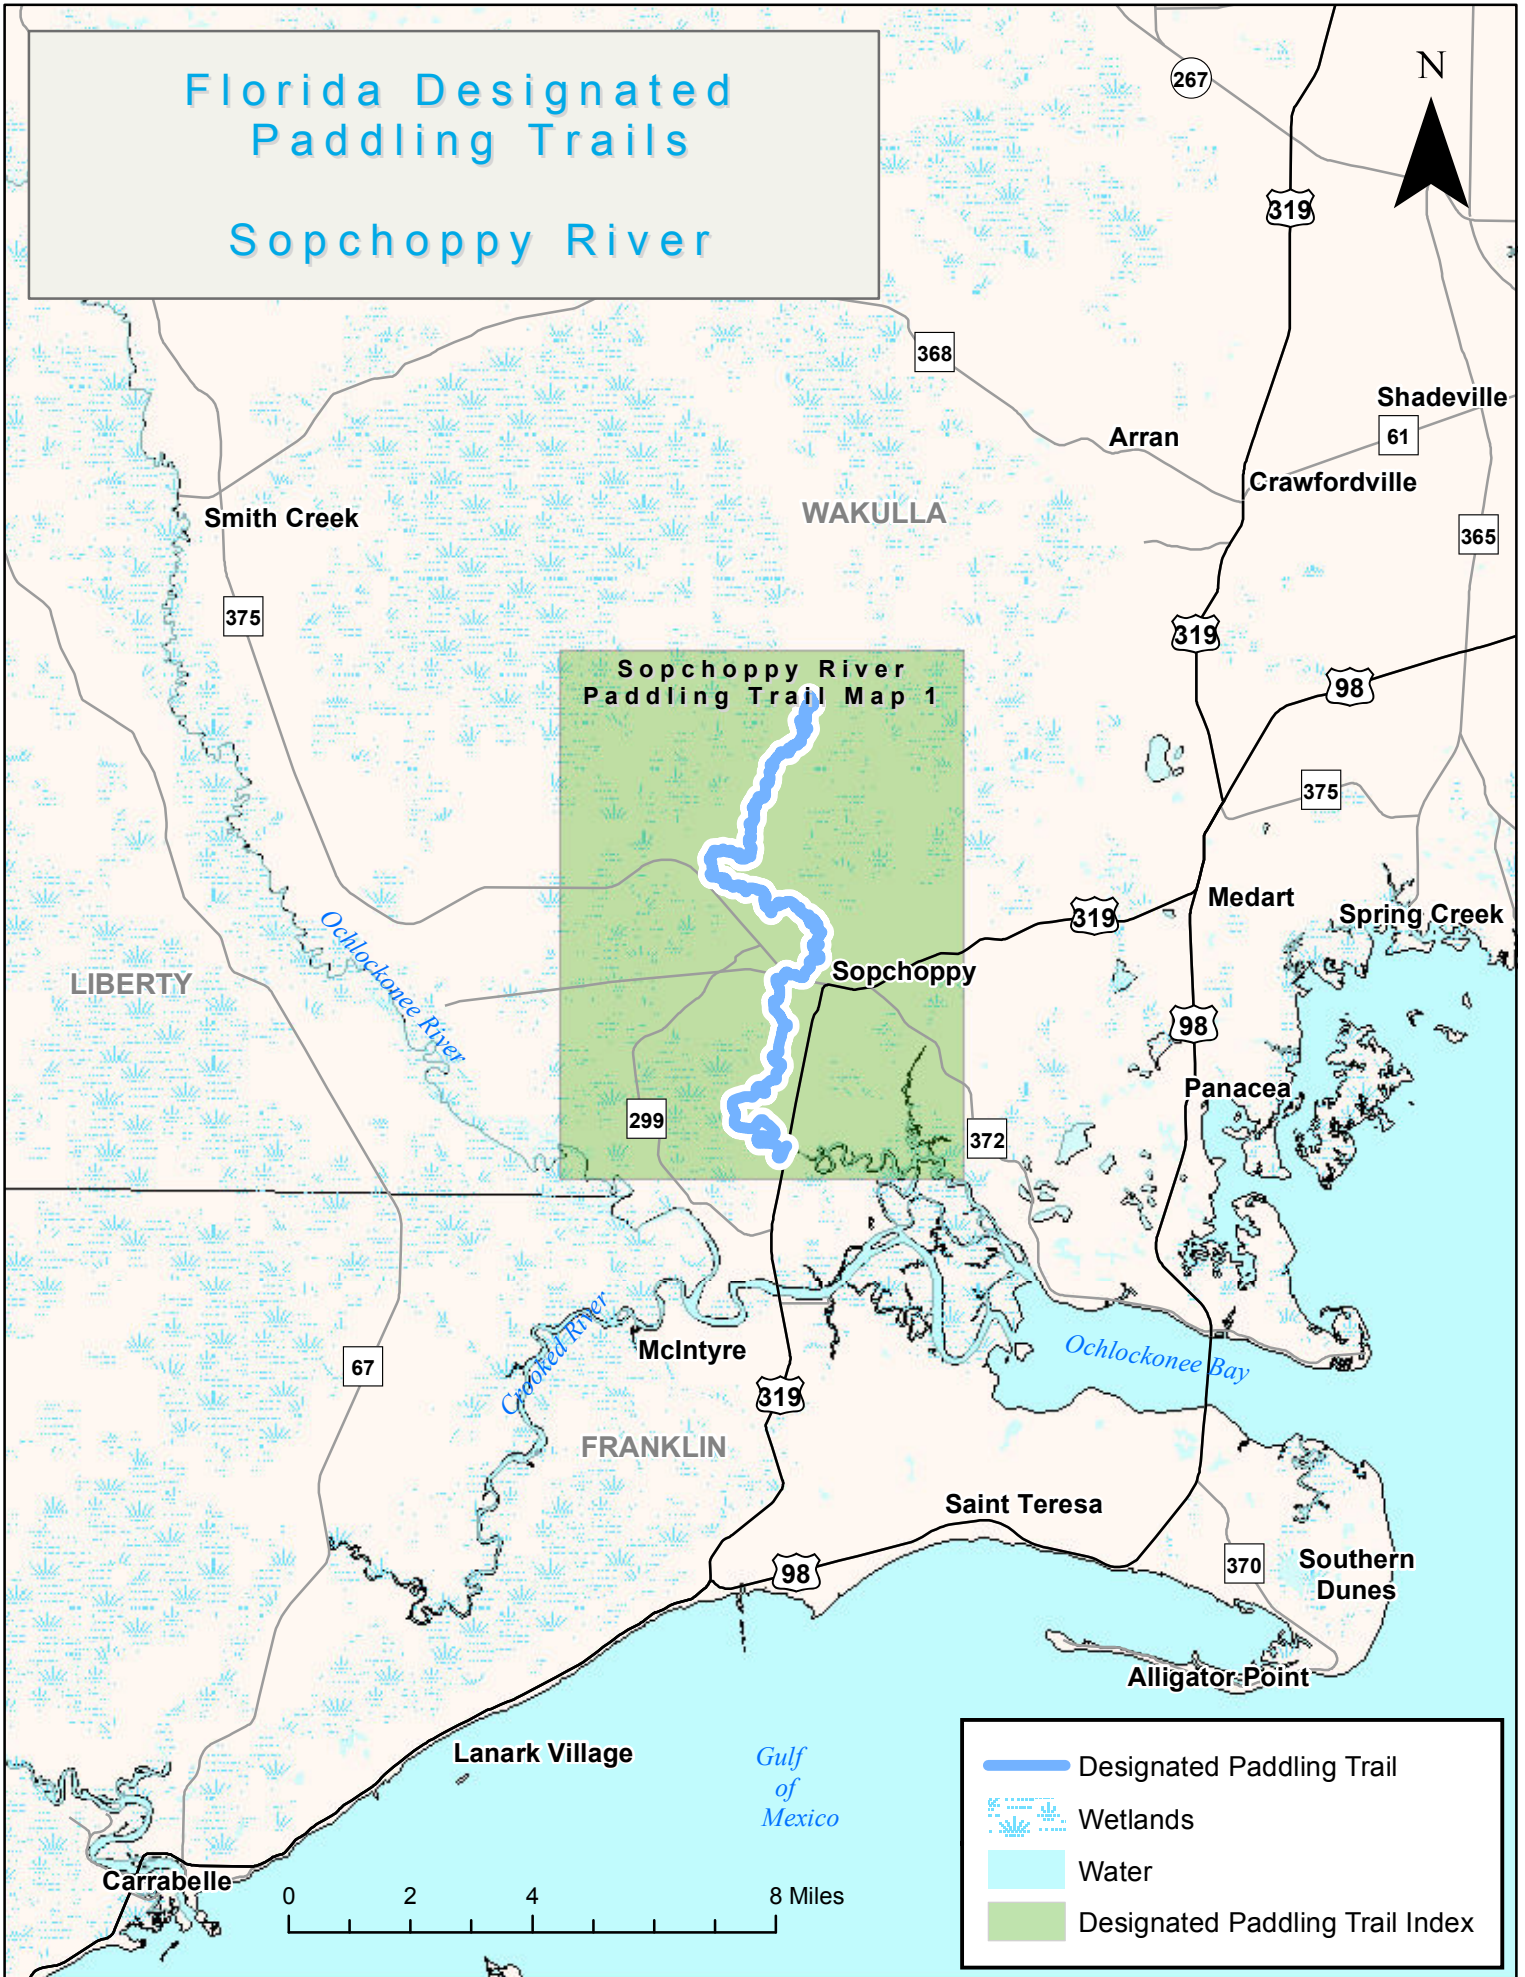 Florida Designated
Paddling Trails
Sopchoppy River
N
267
319
368
Shadeville
61
Arran
Crawfordville
Smith Creek
WAKULLA
365
375
319
Sopchoppy River
Paddling Trail Map 1
98
375
Medart
319
Spring Creek
Ochlockonee River
LIBERTY
Sopchoppy
98
Panacea
299
372
Crooked River
McIntyre
Ochlockonee Bay
67
319
FRANKLIN
Saint Teresa
98
370
Southern
Dunes
Alligator Point
Lanark Village
Gulf
of
Mexico
Carrabelle
0 2 4 8 Miles
Designated Paddling Trail
Wetlands
Water
Designated Paddling Trail Index